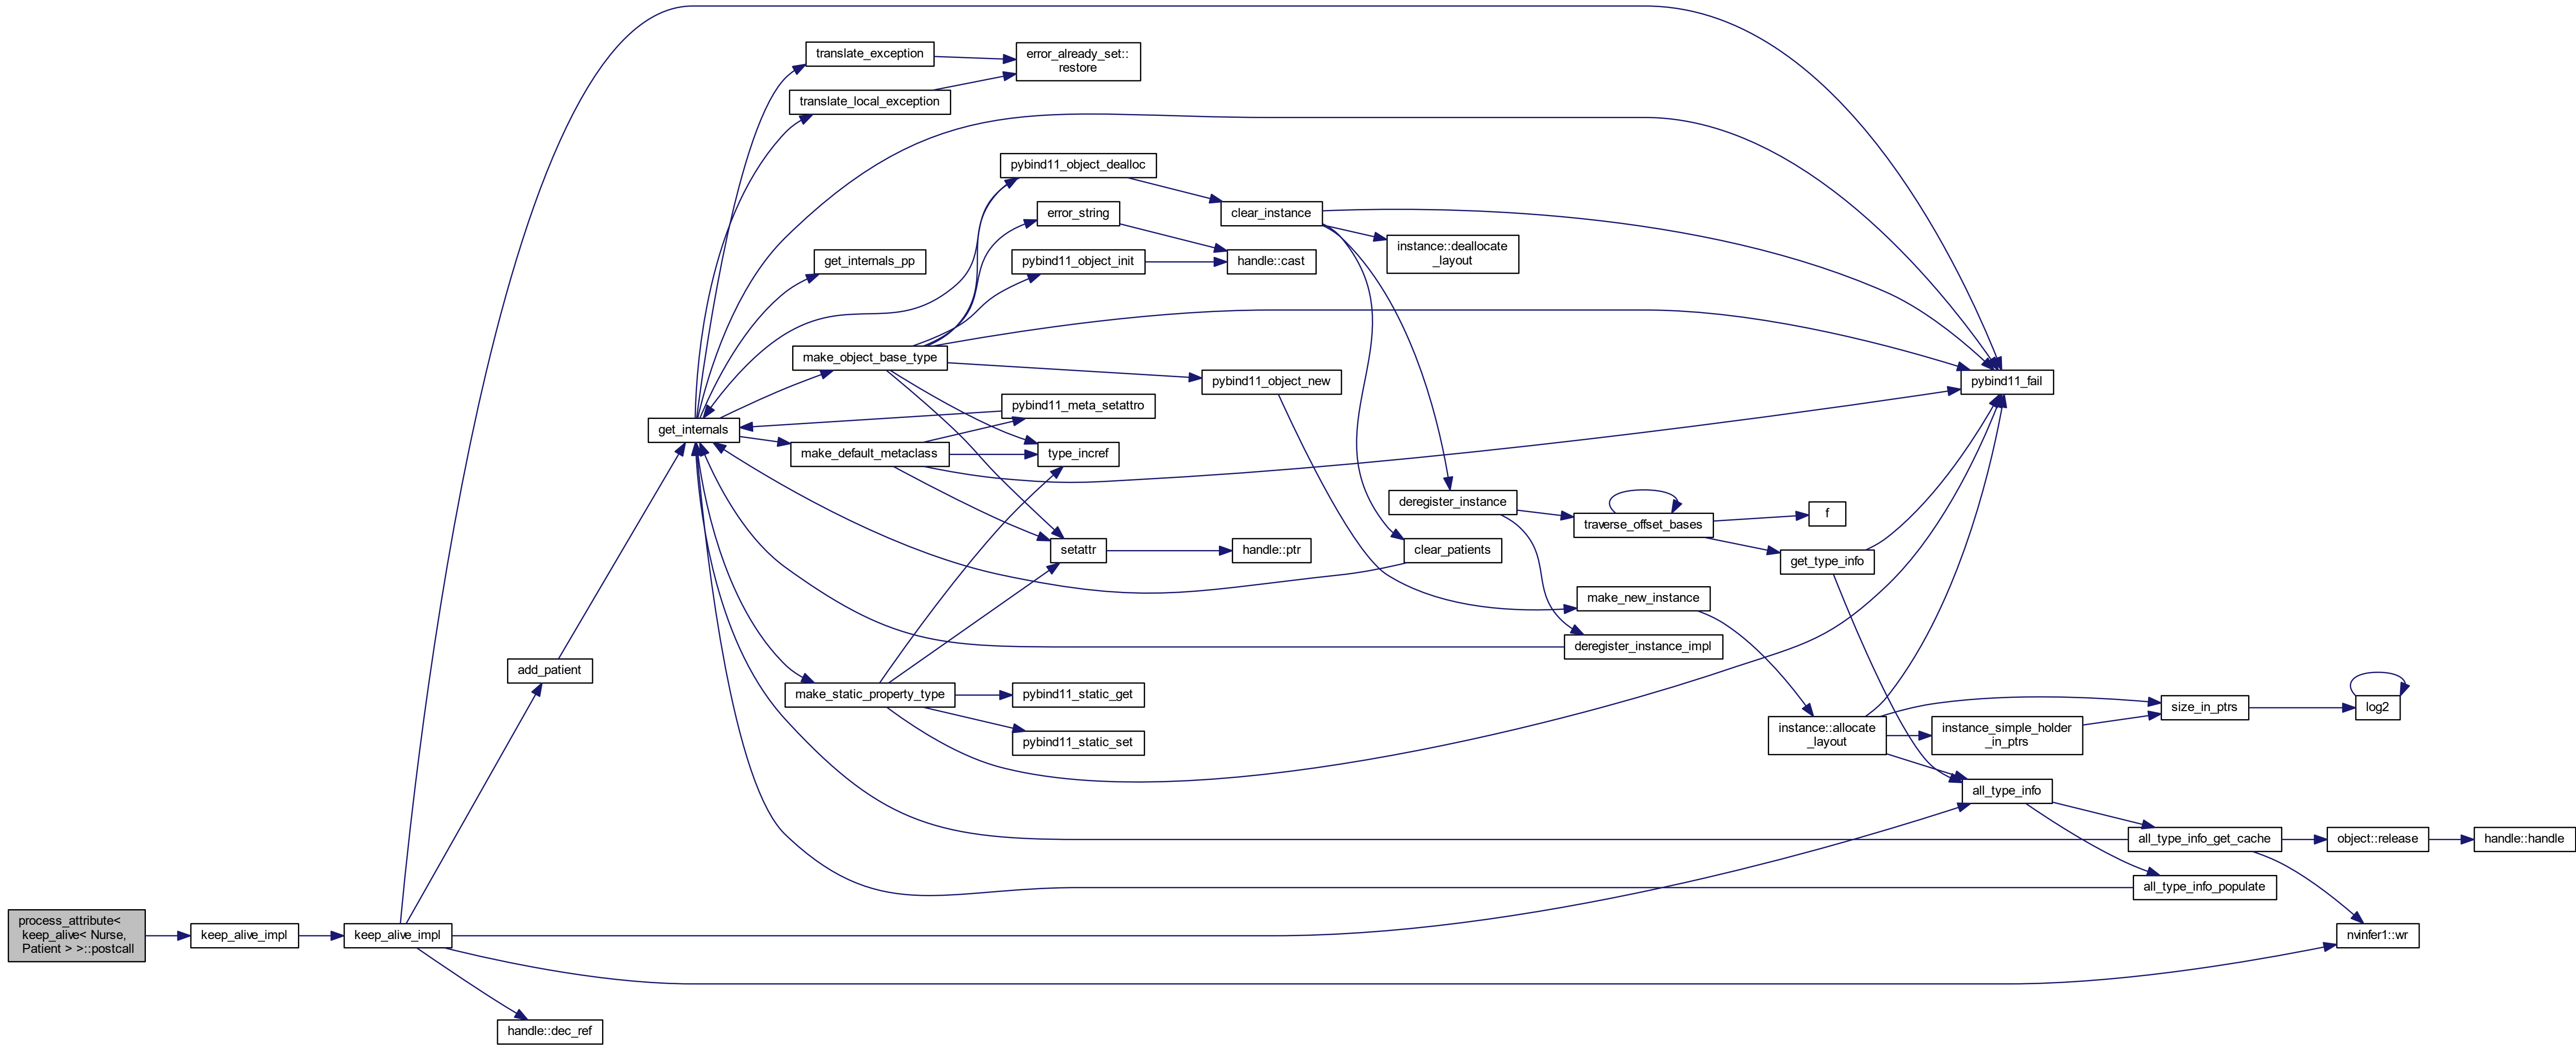 translate_exception
error_already_set::
restore
translate_local_exception
pybind11_object_dealloc
error_string
clear_instance
get_internals_pp
pybind11_object_init
handle::cast
instance::deallocate
_layout
make_object_base_type
pybind11_object_new
pybind11_fail
pybind11_meta_setattro
get_internals
make_default_metaclass
type_incref
deregister_instance
traverse_offset_bases
f
setattr
handle::ptr
clear_patients
get_type_info
make_new_instance
deregister_instance_impl
add_patient
make_static_property_type
pybind11_static_get
pybind11_static_set
instance::allocate
_layout
instance_simple_holder
_in_ptrs
size_in_ptrs
log2
all_type_info
all_type_info_get_cache
object::release
handle::handle
all_type_info_populate
process_attribute<
keep_alive< Nurse,
Patient > >::postcall
keep_alive_impl
keep_alive_impl
nvinfer1::wr
handle::dec_ref